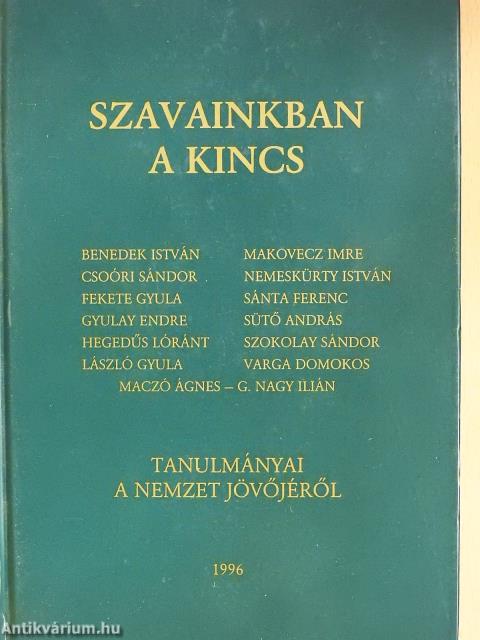 SZAVAINKBAN
A KINCS
BENEDEK ISTVÁN
CSOÓRI SÁNDOR
FEKETE GYULA
GYULAY ENDRE
HEGEDŰS LÓRÁNT
LÁSZLÓ GYULA
MAKOVECZ IMRE
NEMESKÜRTY ISTVÁN
SÁNTA FERENC
SÜTŐ ANDRÁS
SZOKOLAY SÁNDOR
VARGA DOMOKOS
MACZÓ ÁGNES – G. NAGY ILIÁN
TANULMÁNYAI
A NEMZET JÖVŐJÉRŐL
1996
Antikvárium.hu